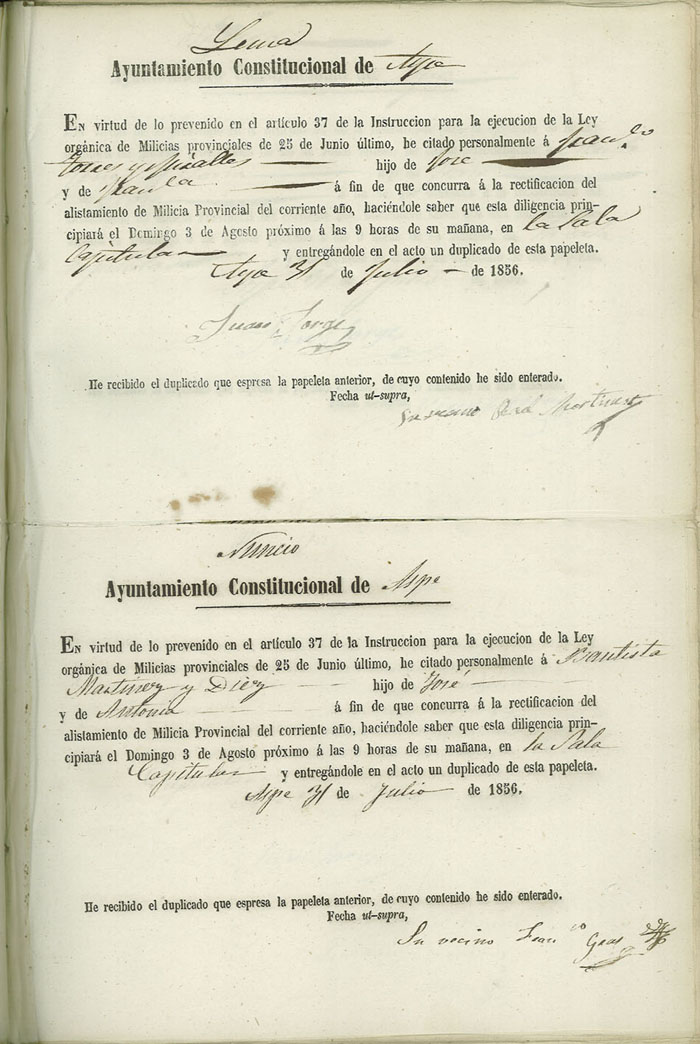 Ayuntamiento Constitucional de Aspe
EN virtud de lo prevenido en el artículo 37 de la Instruccion para la ejecucion de la Ley
orgánica de Milicias provinciales de 25 de Junio último, he citado personalmente á Fran.co
Torres y Miralles hijo de José
y de á fin de que concurra á la rectificacion del
alistamiento de Milicia Provincial del corriente año, haciéndole saber que esta diligencia prin-
cipiará el Domingo 3 de Agosto próximo á las 9 horas de su mañana, en la Sala
Capitular y entregándole en el acto un duplicado de esta papeleta.
Aspe 31 de Julio de 1856.
Juan Jorge
He recibido el duplicado que espresa la papeleta anterior, de cuyo contenido he sido enterado.
Fecha ut-supra,
Martinez
Nuncio
Ayuntamiento Constitucional de Aspe
EN virtud de lo prevenido en el artículo 37 de la Instruccion para la ejecucion de la Ley
orgánica de Milicias provinciales de 25 de Junio último, he citado personalmente á Bautista
Martinez y Diez hijo de José
y de Antonia á fin de que concurra á la rectificacion del
alistamiento de Milicia Provincial del corriente año, haciéndole saber que esta diligencia prin-
cipiará el Domingo 3 de Agosto próximo á las 9 horas de su mañana, en la Sala
Capitular y entregándole en el acto un duplicado de esta papeleta.
Aspe 31 de Julio de 1856.
He recibido el duplicado que espresa la papeleta anterior, de cuyo contenido he sido enterado.
Fecha ut-supra,
Su vecino Fran.co Gras